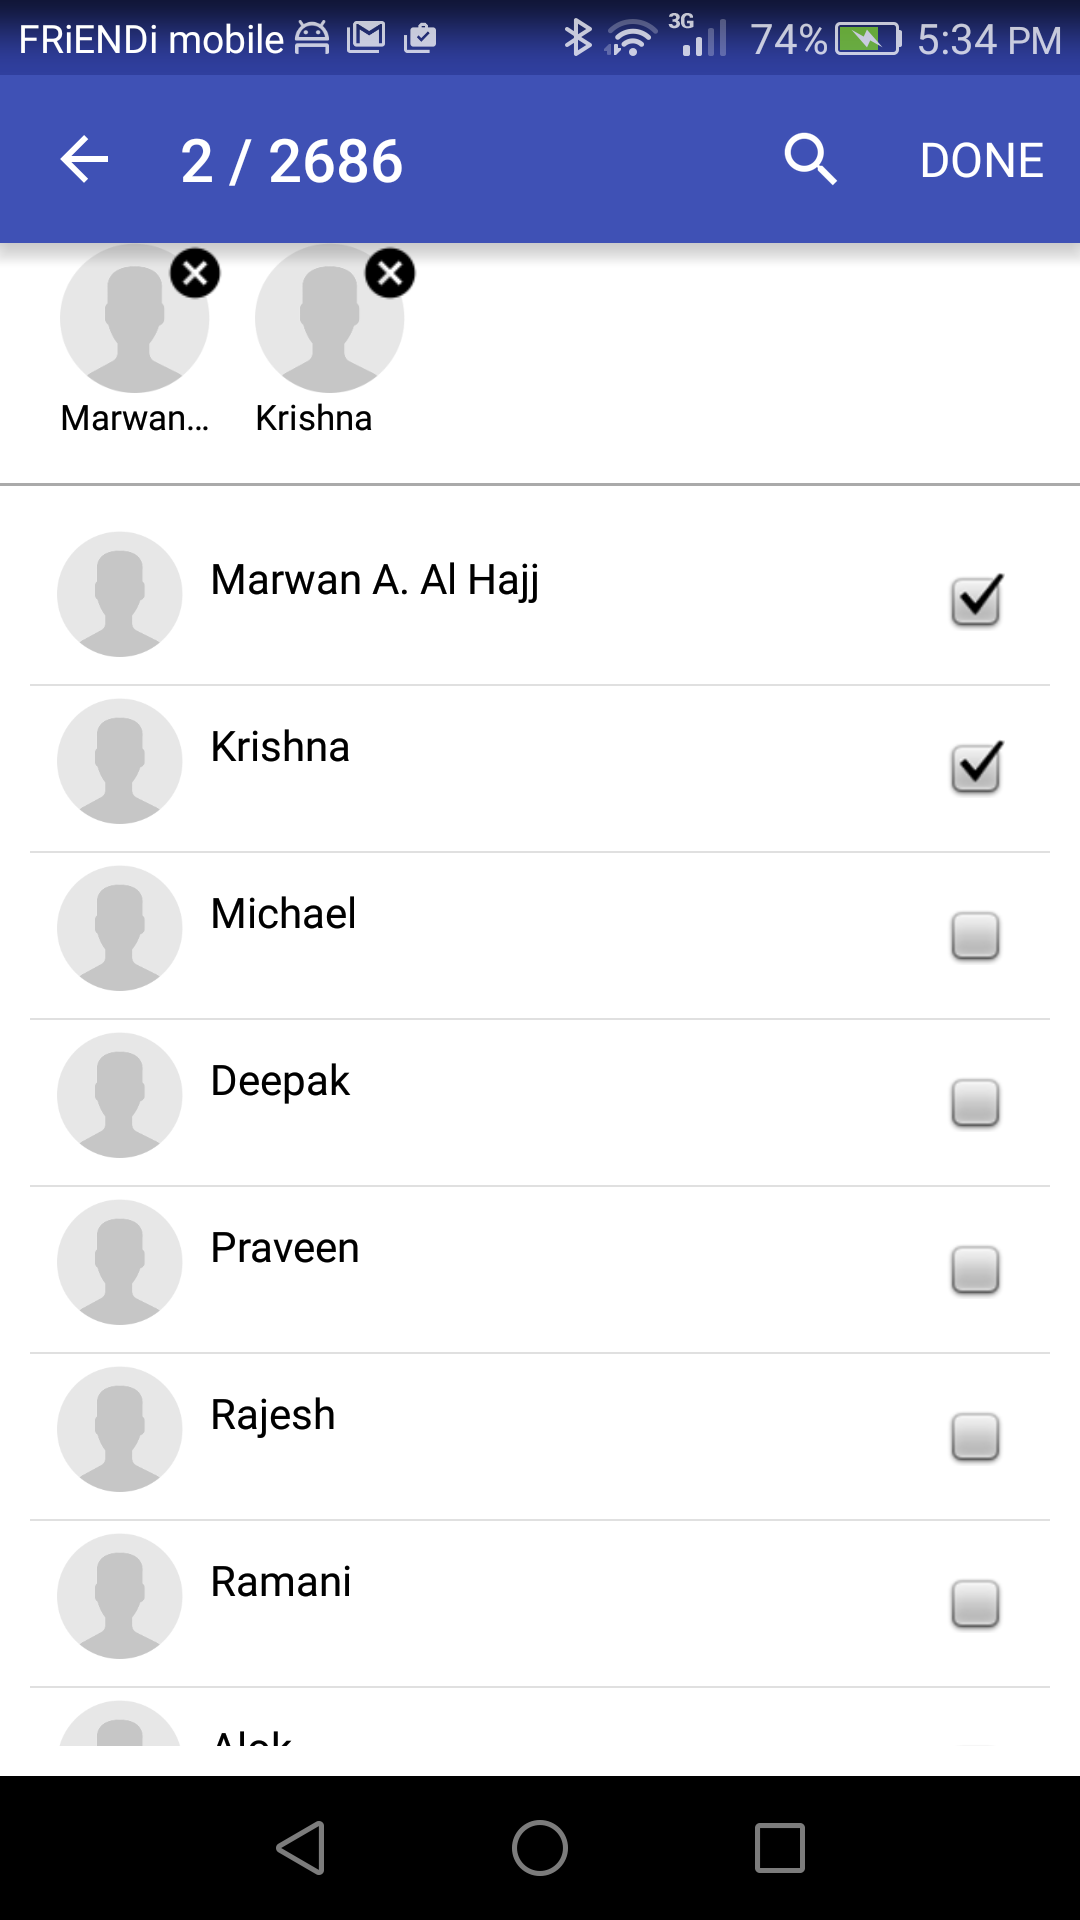 FRiENDi mobile 3G 74% 5:34 PM
2 / 2686 DONE
Marwan... Krishna
Marwan A. Al Hajj
Krishna
Michael
Deepak
Praveen
Rajesh
Ramani
Alok